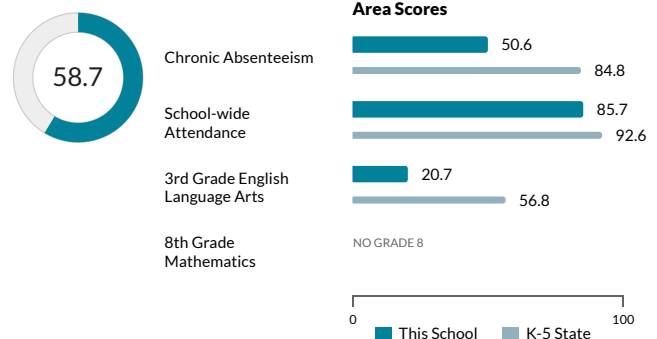 Area Scores
58.7
Chronic Absenteeism
50.6
84.8
School-wide
Attendance
85.7
92.6
3rd Grade English
Language Arts
20.7
56.8
8th Grade
Mathematics
NO GRADE 8
0
100
This School
K-5 State